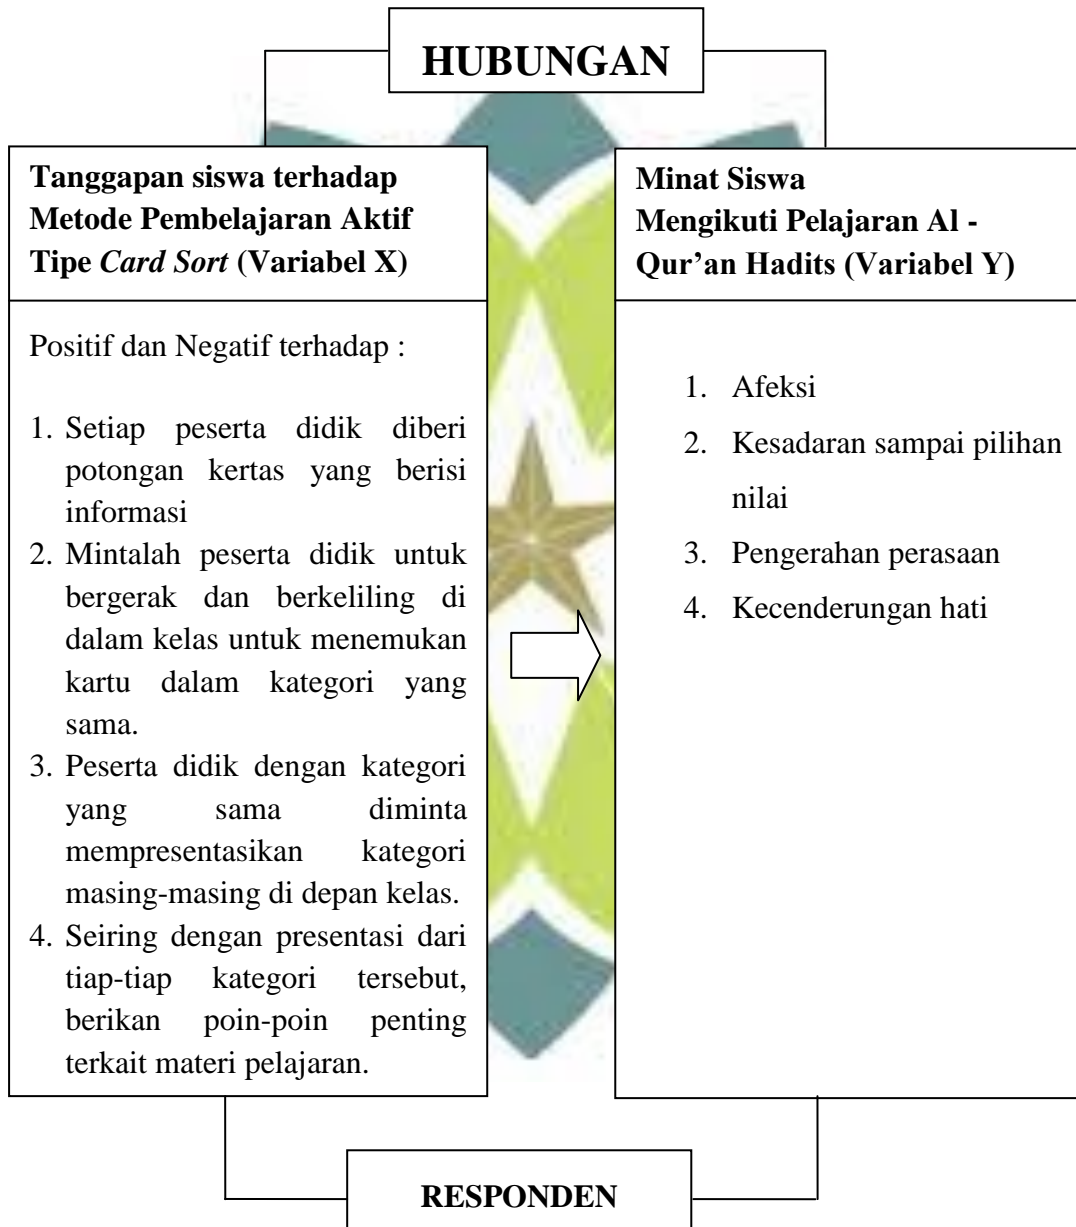 HUBUNGAN
Tanggapan siswa terhadap
Metode Pembelajaran Aktif
Tipe Card Sort (Variabel X)
Positif dan Negatif terhadap :
1. Setiap peserta didik diberi
potongan kertas yang berisi
informasi
2. Mintalah peserta didik untuk
bergerak dan berkeliling di
dalam kelas untuk menemukan
kartu dalam kategori yang
sama.
3. Peserta didik dengan kategori
yang sama diminta
mempresentasikan kategori
masing-masing di depan kelas.
4. Seiring dengan presentasi dari
tiap-tiap kategori tersebut,
berikan poin-poin penting
terkait materi pelajaran.
Minat Siswa
Mengikuti Pelajaran Al -
Qur’an Hadits (Variabel Y)
1. Afeksi
2. Kesadaran sampai pilihan
nilai
3. Pengerahan perasaan
4. Kecenderungan hati
RESPONDEN